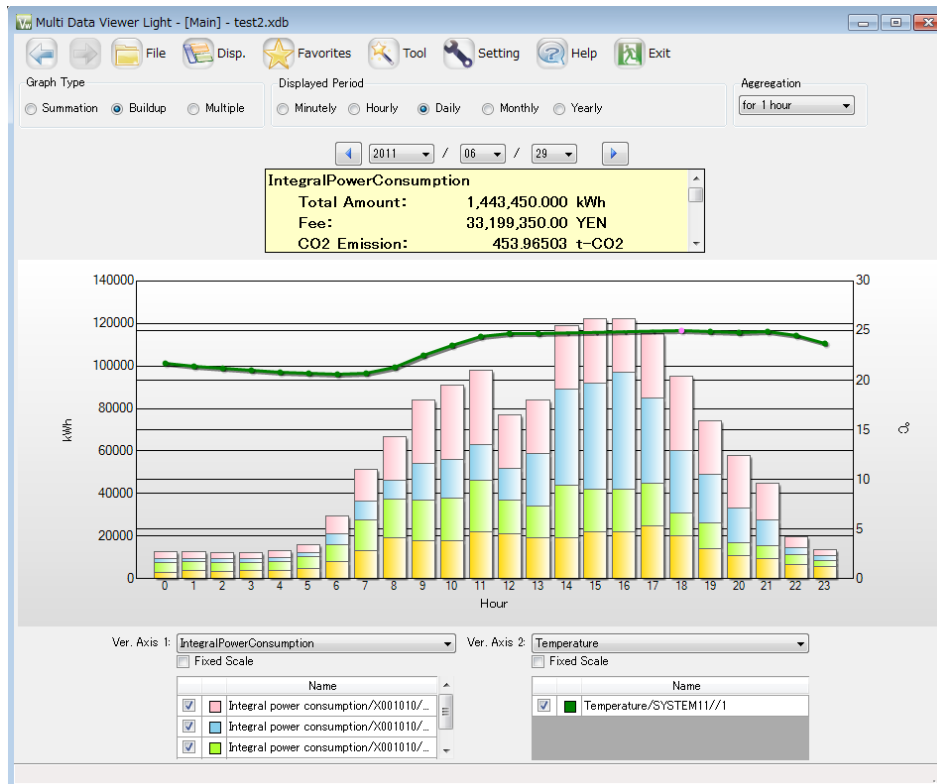 Multi Data Viewer Light - [Main] - test2.xdb
File Disp. Favorites Tool Setting Help Exit
Graph Type Displayed Period Aggregation
Summation Buildup Multiple Minutely Hourly Daily Monthly Yearly for 1 hour
2011 / 06 / 29
IntegralPowerConsumption
Total Amount: 1,443,450.000 kWh
Fee: 33,199,350.00 YEN
CO2 Emission: 453.96503 t-CO2
140000 30
120000 25
100000
20
80000
kWh 15 °C
60000
10
40000
20000 5
0 0
0 1 2 3 4 5 6 7 8 9 10 11 12 13 14 15 16 17 18 19 20 21 22 23
Hour
Ver. Axis 1: IntegralPowerConsumption Ver. Axis 2: Temperature
Fixed Scale Fixed Scale
Name Name
Integral power consumption/X001010/... Temperature/SYSTEM11//1
Integral power consumption/X001010/...
Integral power consumption/X001010/...